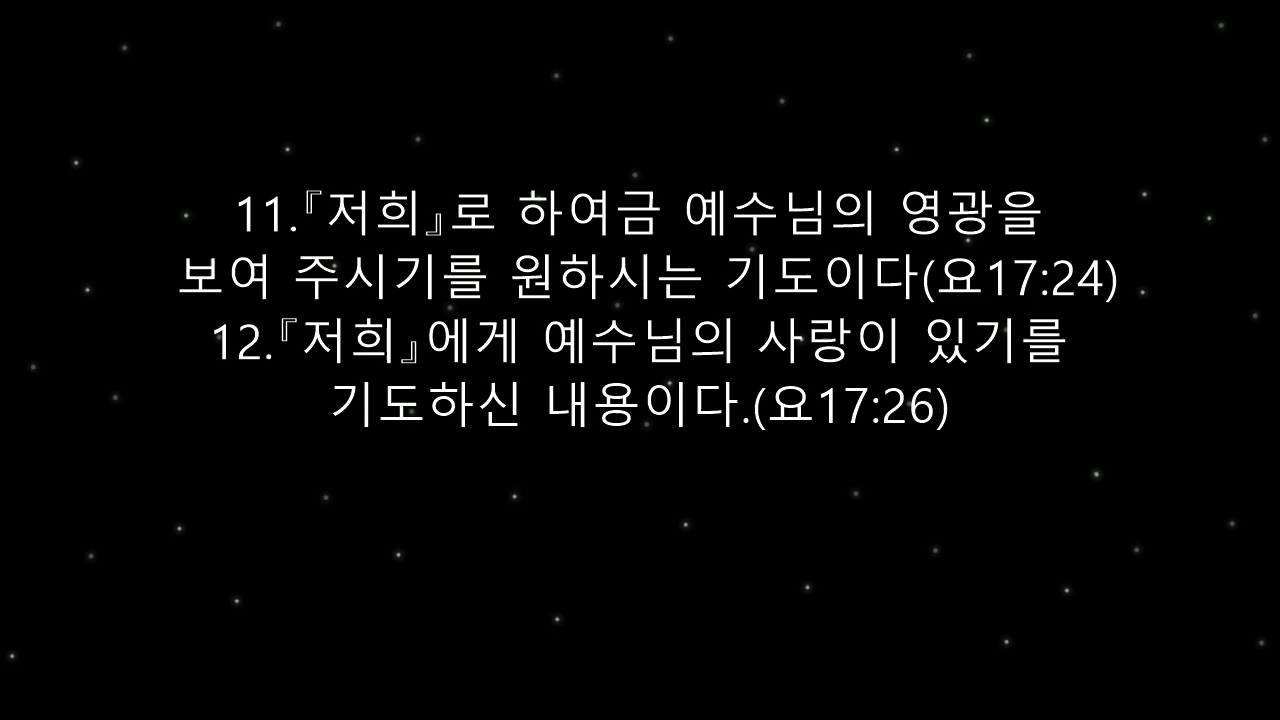 11.『저희』로 하여금 예수님의 영광을
보여 주시기를 원하시는 기도이다(요17:24)
12.『저희』에게 예수님의 사랑이 있기를
기도하신 내용이다.(요17:26)